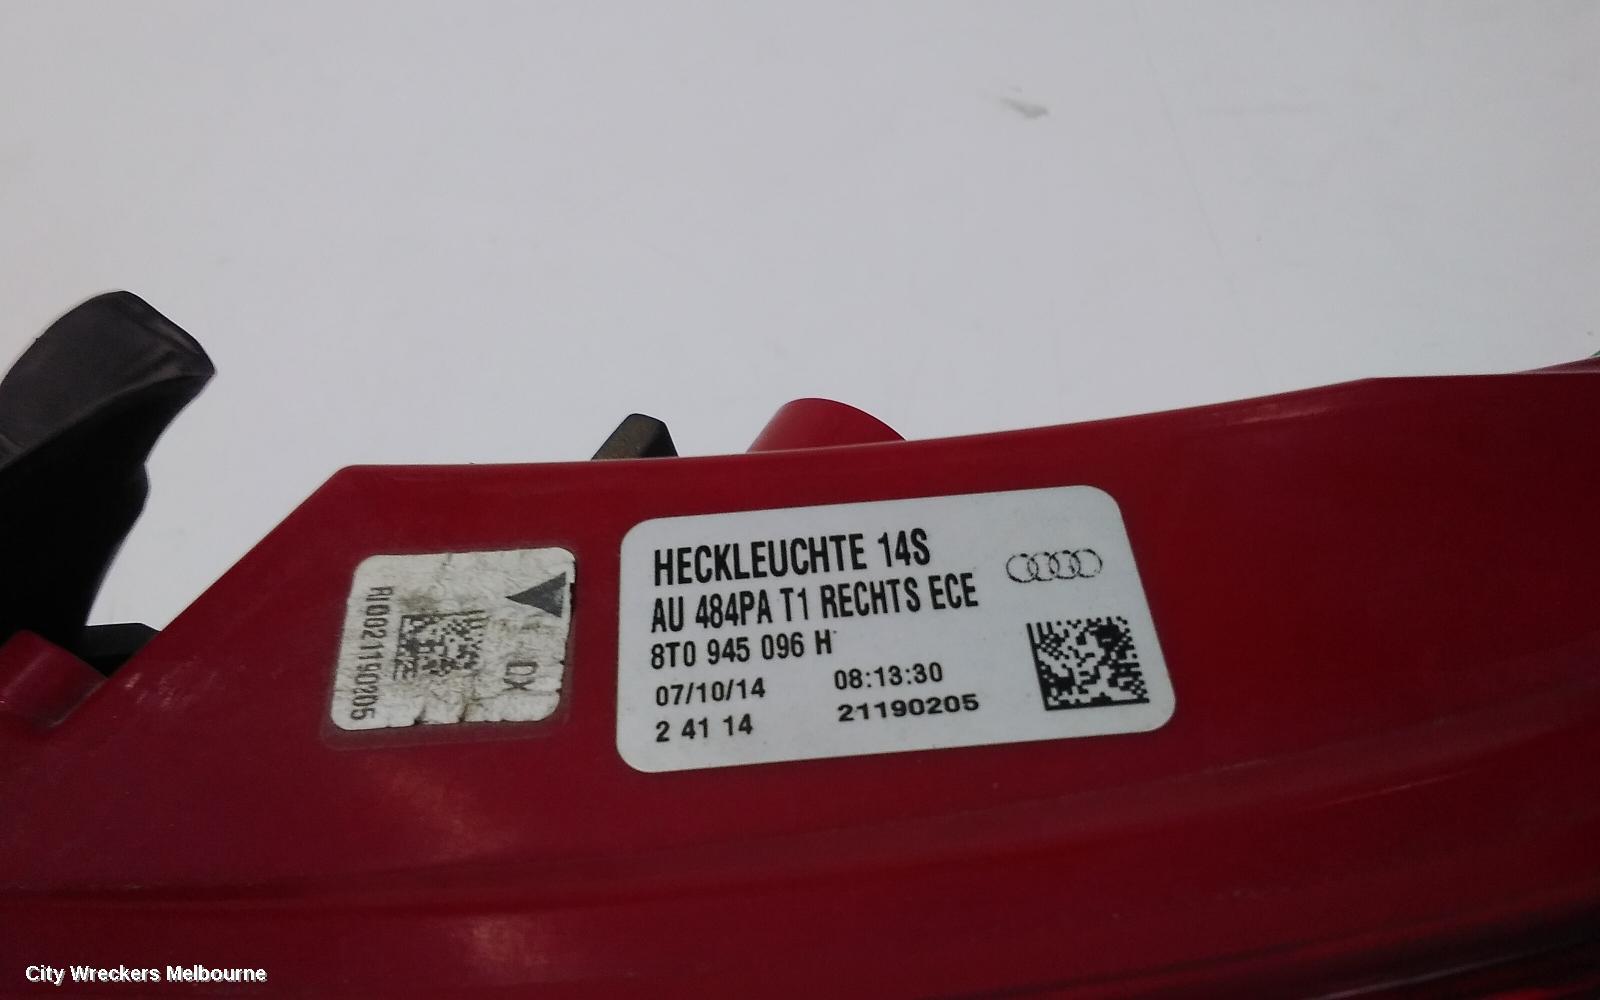 AI0021190205
DX
HECKLEUCHTE 14S
AU 484PA T1 RECHTS ECE
8T0 945 096 H
07/10/14 08:13:30
2 41 14 21190205
City Wreckers Melbourne